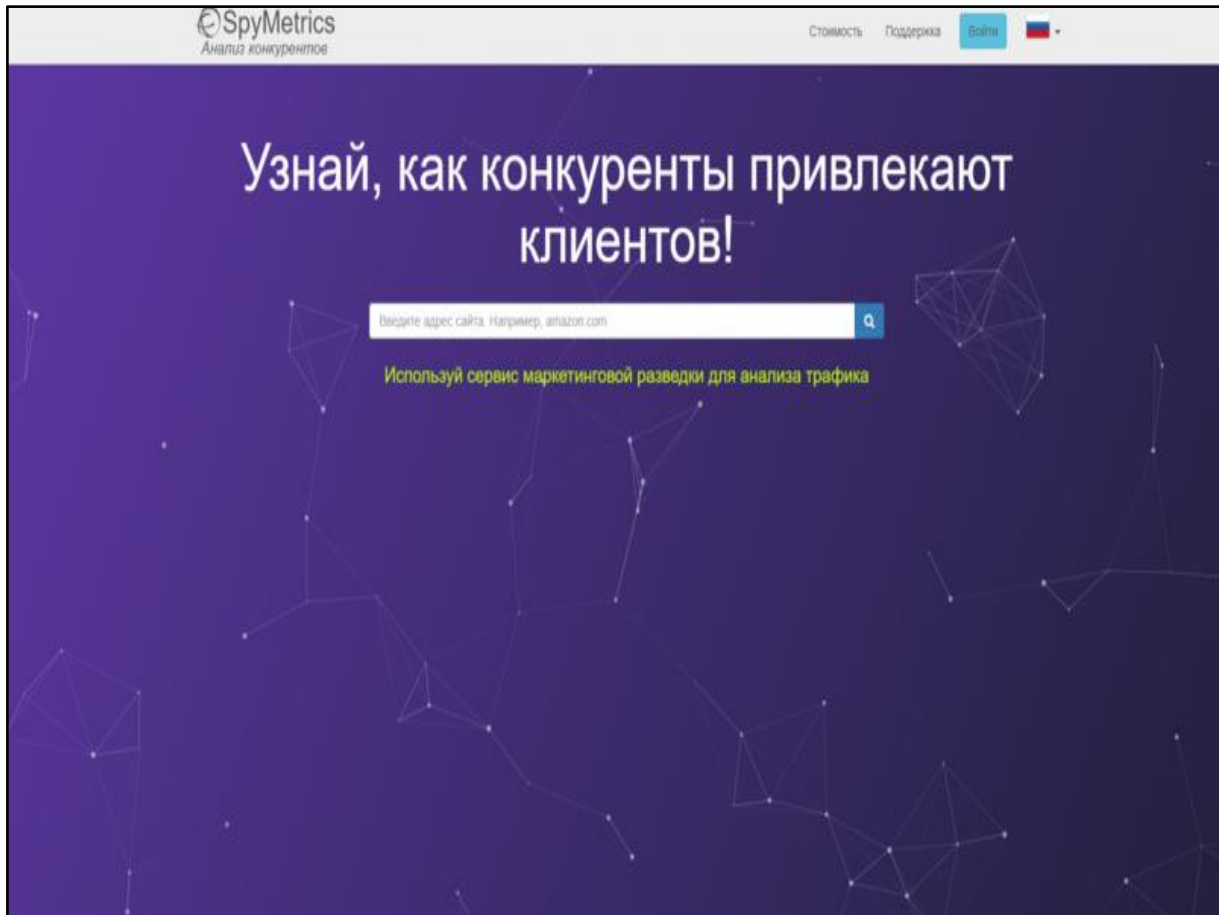 SpyMetrics
Анализ конкурентов
Стоимость Поддержка Войти
Узнай, как конкуренты привлекают
клиентов!
Введите адрес сайта. Например, amazon.com
Используй сервис маркетинговой разведки для анализа трафика